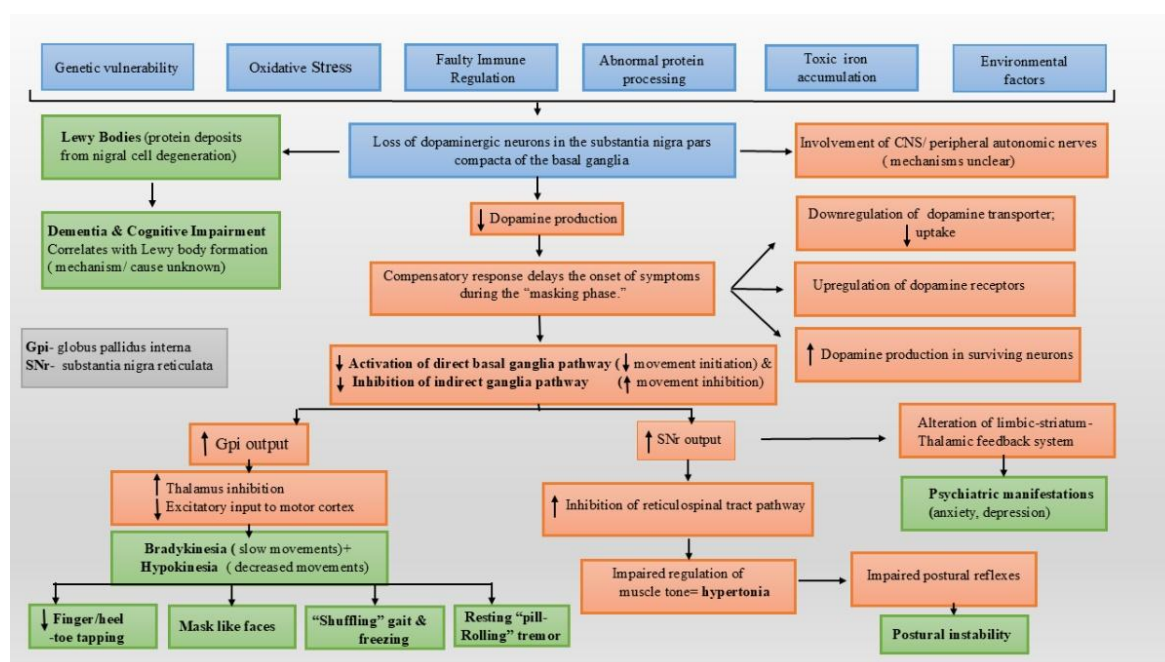 Genetic vulnerability
Oxidative Stress
Faulty Immune
Regulation
Abnormal protein
processing
Toxic iron
accumulation
Environmental
factors
Lewy Bodies (protein deposits
from nigral cell degeneration)
Loss of dopaminergic neurons in the substantia nigra pars
compacta of the basal ganglia
Involvement of CNS/ peripheral autonomic nerves
( mechanisms unclear)
Dementia & Cognitive Impairment
Correlates with Lewy body formation
( mechanism/ cause unknown)
↓ Dopamine production
Downregulation of dopamine transporter;
↓ uptake
Compensatory response delays the onset of symptoms
during the “masking phase.”
Upregulation of dopamine receptors
↑ Dopamine production in surviving neurons
Gpi- globus pallidus interna
SNr- substantia nigra reticulata
↓ Activation of direct basal ganglia pathway (↓ movement initiation) &
↓ Inhibition of indirect ganglia pathway (↑ movement inhibition)
↑ Gpi output
↑ SNr output
Alteration of limbic-striatum-
Thalamic feedback system
↑ Thalamus inhibition
↓ Excitatory input to motor cortex
↑ Inhibition of reticulospinal tract pathway
Psychiatric manifestations
(anxiety, depression)
Bradykinesia ( slow movements)+
Hypokinesia ( decreased movements)
Impaired regulation of
muscle tone= hypertonia
Impaired postural reflexes
↓ Finger/heel
-toe tapping
Mask like faces
“Shuffling” gait &
freezing
Resting “pill-
Rolling” tremor
Postural instability